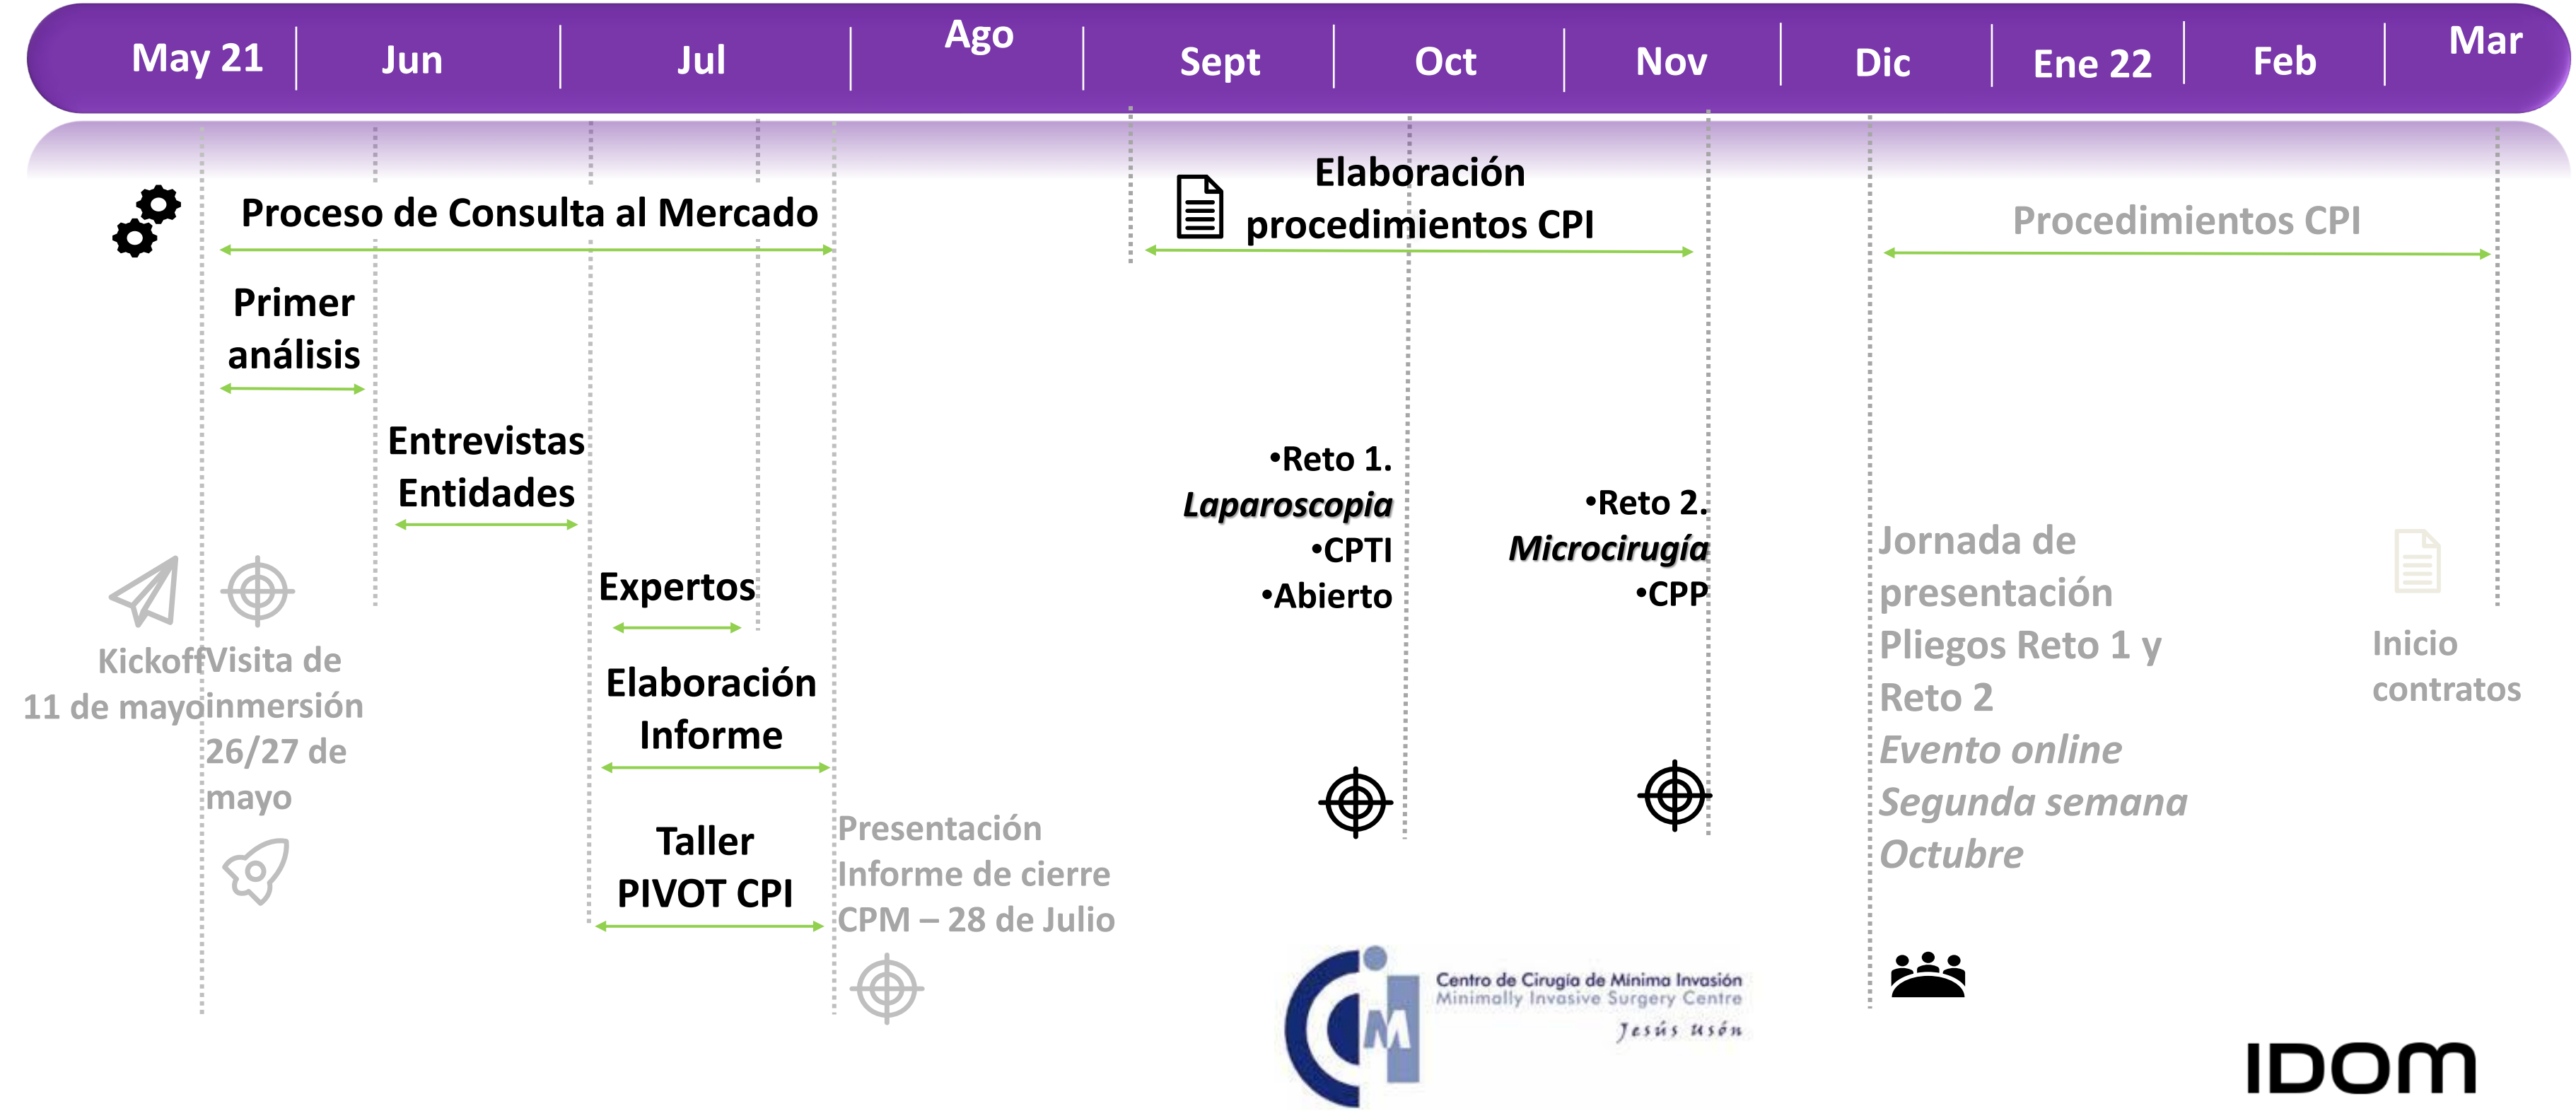 May 21
Jun
Jul
Ago
Sept
Oct
Nov
Dic
Ene 22
Feb
Mar
Proceso de Consulta al Mercado
Elaboración
procedimientos CPI
Procedimientos CPI
Primer
análisis
Entrevistas
Entidades
Expertos
Elaboración
Informe
Taller
PIVOT CPI
Kickoff
11 de mayo
Visita de
inmersión
26/27 de
mayo
Presentación
Informe de cierre
CPM – 28 de Julio
•Reto 1.
Laparoscopia
•CPTI
•Abierto
•Reto 2.
Microcirugía
•CPP
Jornada de
presentación
Pliegos Reto 1 y
Reto 2
Evento online
Segunda semana
Octubre
Inicio
contratos
CCMI
Centro de Cirugía de Mínima Invasión
Minimally Invasive Surgery Centre
Jesús Usón
IDOM